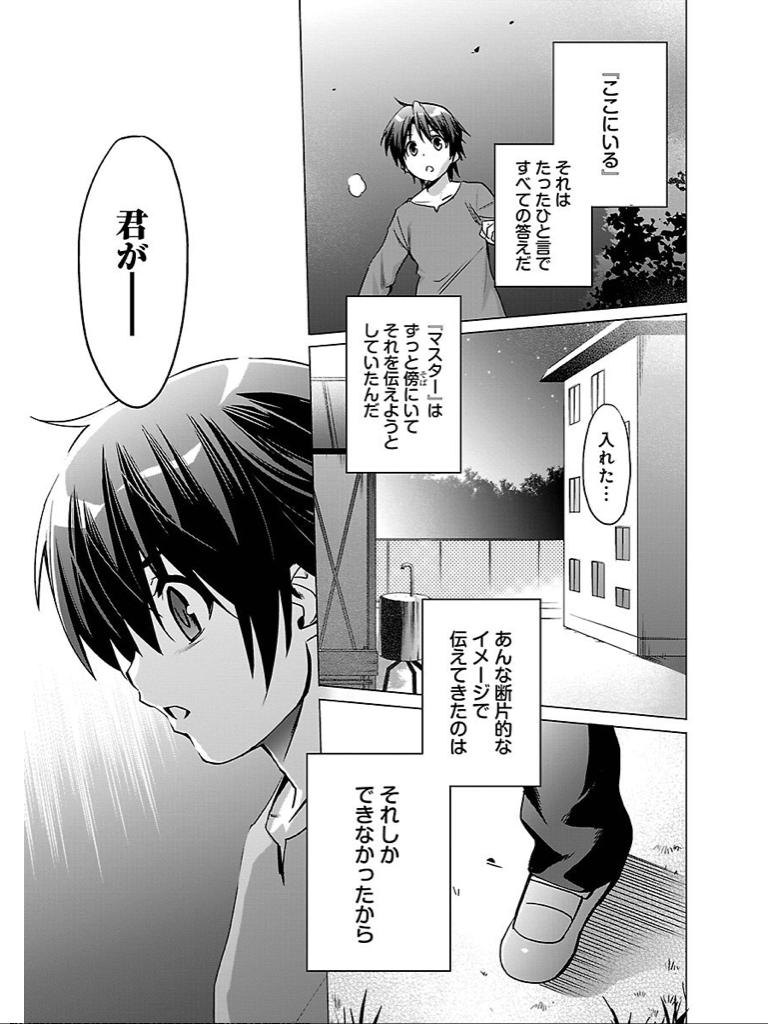 『ここにいる』
それは
たったひと言で
すべての答えだ
『マスター』は
ずっと傍にいて
そば
それを伝えようと
していたんだ
入れた…
あんな断片的な
イメージで
伝えてきたのは
それしか
できなかったから
君が――